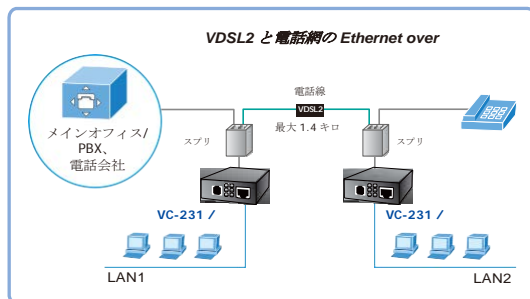 VDSL2 と電話網の Ethernet over
電話線
VDSL2
最大 1.4 キロ
スプリ
スプリ
メインオフィス/
PBX、
電話会社
VC-231 /
VC-231 /
LAN1
LAN2